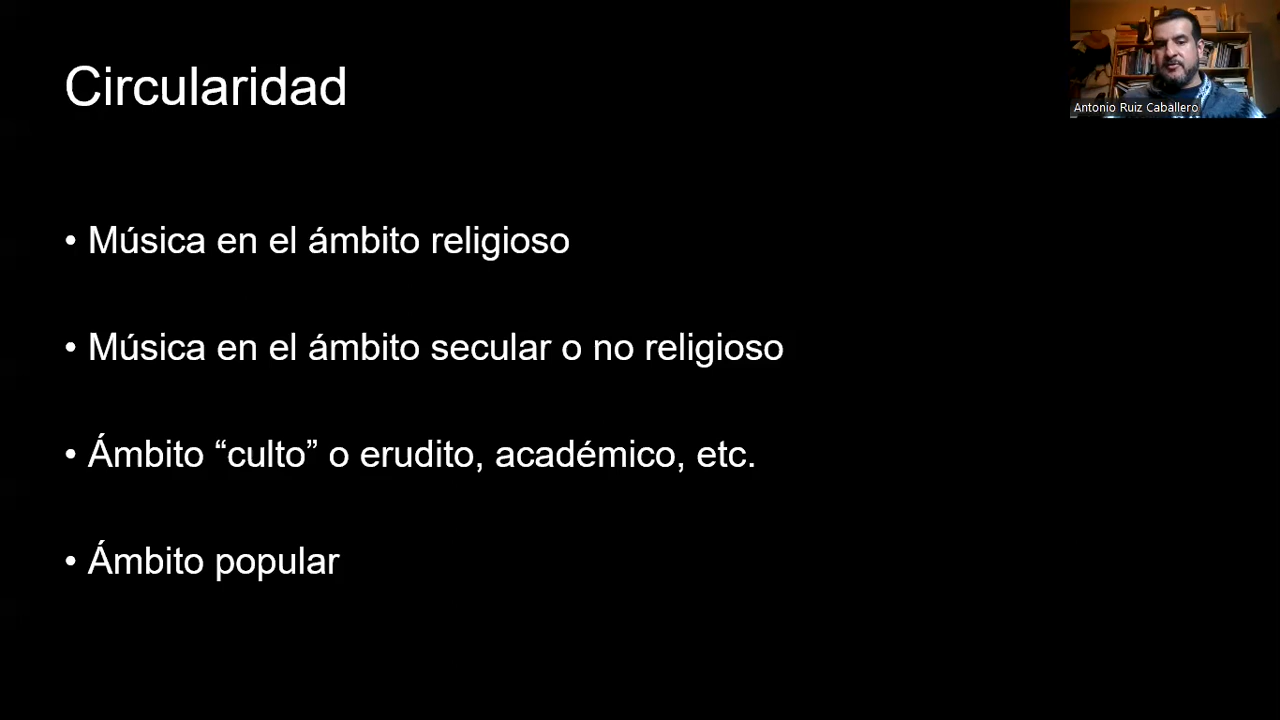 Circularidad
Antonio Ruiz Caballero
• Música en el ámbito religioso
• Música en el ámbito secular o no religioso
• Ámbito “culto” o erudito, académico, etc.
• Ámbito popular